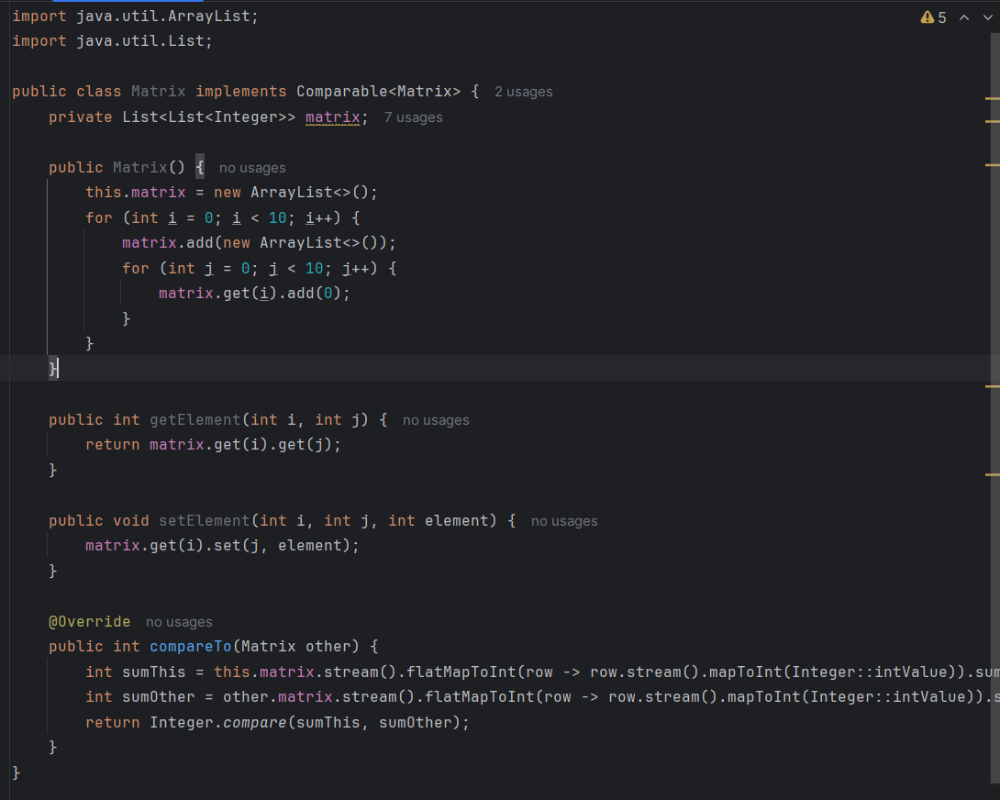 import java.util.ArrayList;
5
import java.util.List;
public class Matrix implements Comparable<Matrix> { 2 usages
private List<List<Integer>> matrix; 7 usages
public Matrix() { no usages
this.matrix = new ArrayList<>();
for (int i = 0; i < 10; i++) {
matrix.add(new ArrayList<>());
for (int j = 0; j < 10; j++) {
matrix.get(i).add(0);
}
}
}
public int getElement(int i, int j) { no usages
return matrix.get(i).get(j);
}
public void setElement(int i, int j, int element) { no usages
matrix.get(i).set(j, element);
}
@Override no usages
public int compareTo(Matrix other) {
int sumThis = this.matrix.stream().flatMapToInt(row -> row.stream().mapToInt(Integer::intValue)).sum
int sumOther = other.matrix.stream().flatMapToInt(row -> row.stream().mapToInt(Integer::intValue)).s
return Integer.compare(sumThis, sumOther);
}
}